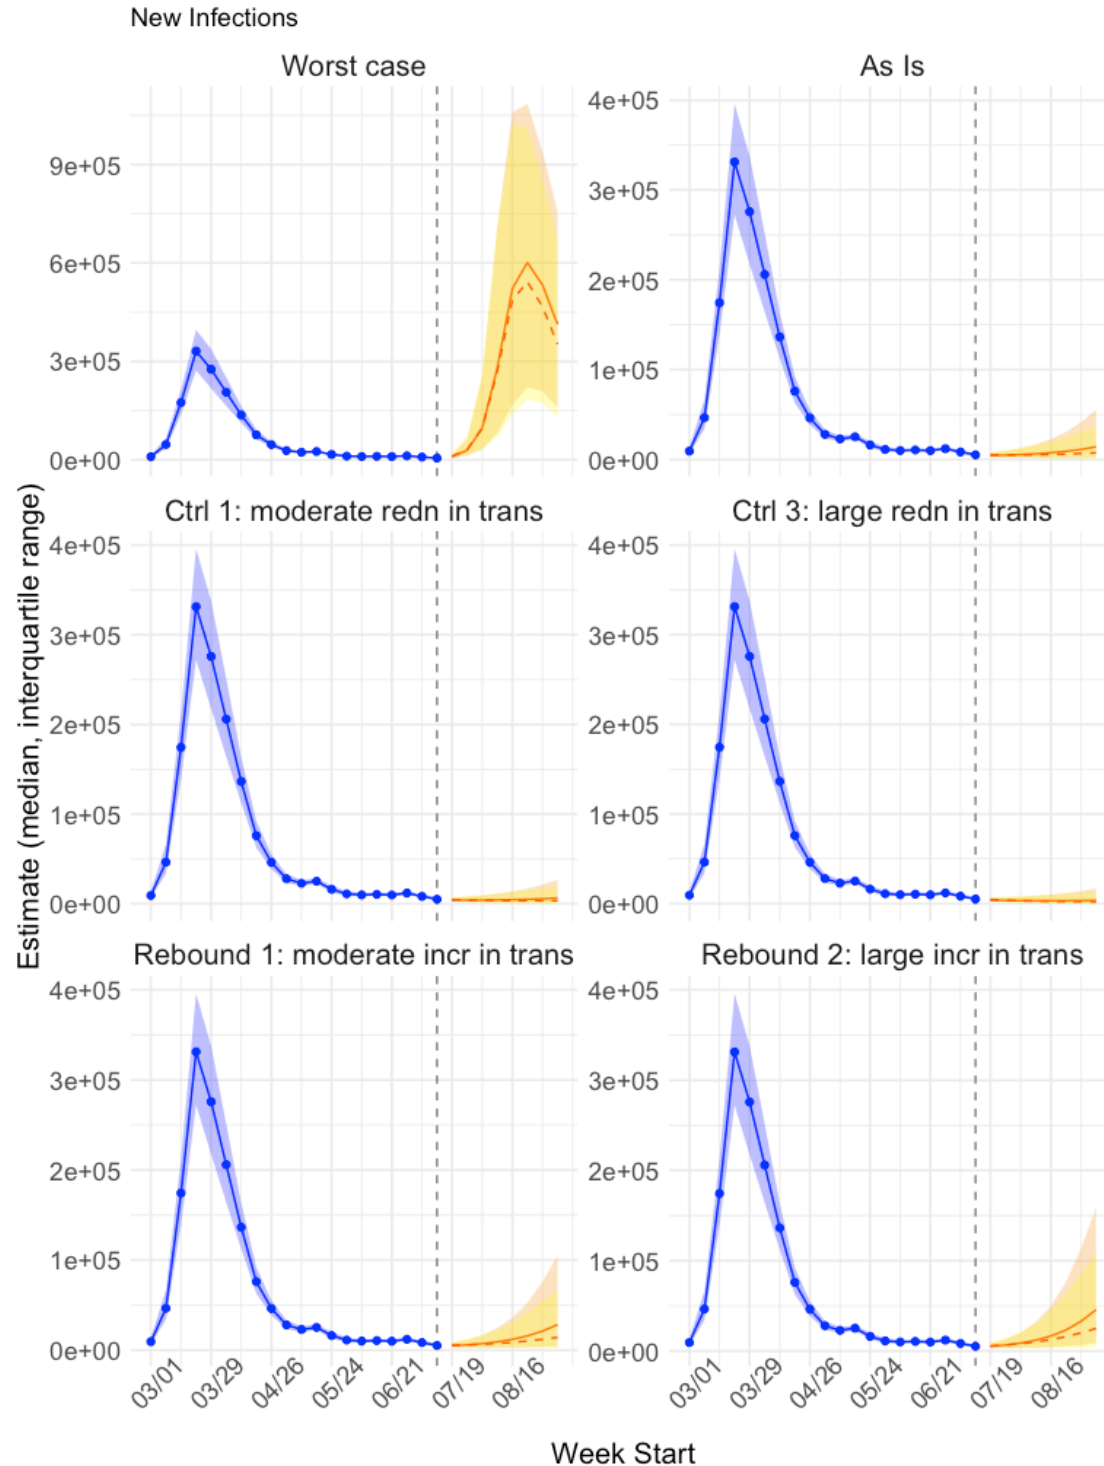 New Infections
Worst case
As Is
9e+05
6e+05
3e+05
0e+00
4e+05
3e+05
2e+05
1e+05
0e+00
Ctrl 1: moderate redn in trans
Ctrl 3: large redn in trans
4e+05
3e+05
2e+05
1e+05
0e+00
4e+05
3e+05
2e+05
1e+05
0e+00
Estimate (median, interquartile range)
Rebound 1: moderate incr in trans
Rebound 2: large incr in trans
4e+05
3e+05
2e+05
1e+05
0e+00
4e+05
3e+05
2e+05
1e+05
0e+00
03/01 03/29 04/26 05/24 06/21 07/19 08/16
03/01 03/29 04/26 05/24 06/21 07/19 08/16
Week Start